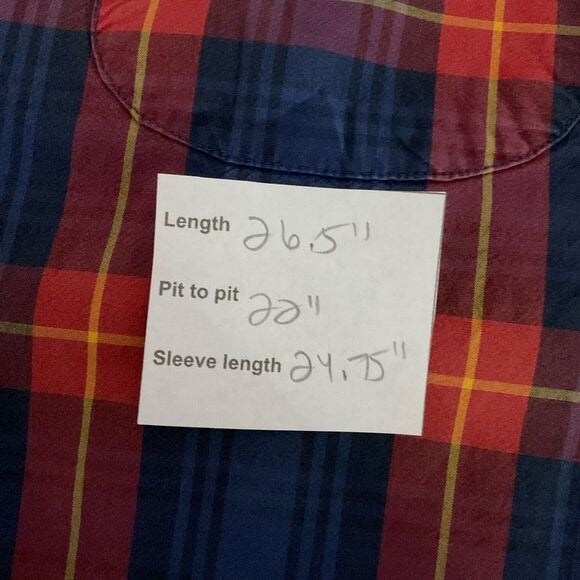 Length 26.5"
Pit to pit 22"
Sleeve length 24.75"